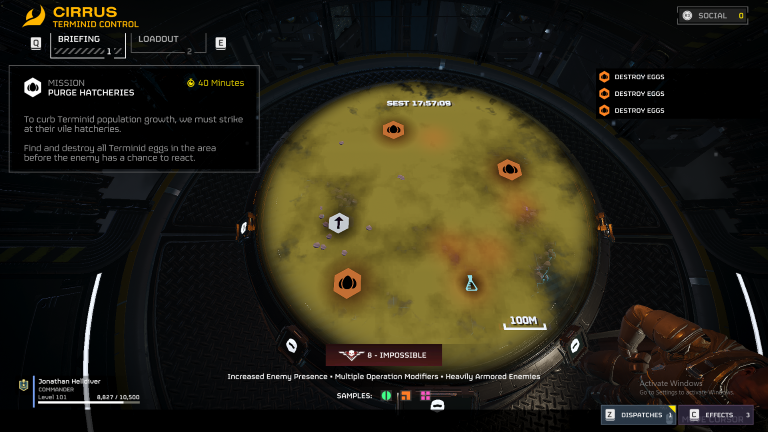 CIRRUS
TERMINID CONTROL
Q
BRIEFING
1
LOADOUT
2
E
SOCIAL 0
MISSION
PURGE HATCHERIES
40 Minutes
To curb Terminid population growth, we must strike
at their vile hatcheries.
Find and destroy all Terminid eggs in the area
before the enemy has a chance to react.
DESTROY EGGS
DESTROY EGGS
DESTROY EGGS
SEST 17:57:09
100M
8 - IMPOSSIBLE
Increased Enemy Presence • Multiple Operation Modifiers • Heavily Armored Enemies
SAMPLES:
Jonathan Helldiver
COMMANDER
Level 101
8,827 / 10,500
Activate Windows
Go to Settings to activate Windows.
Z DISPATCHES 1
C EFFECTS 3
CURSOR